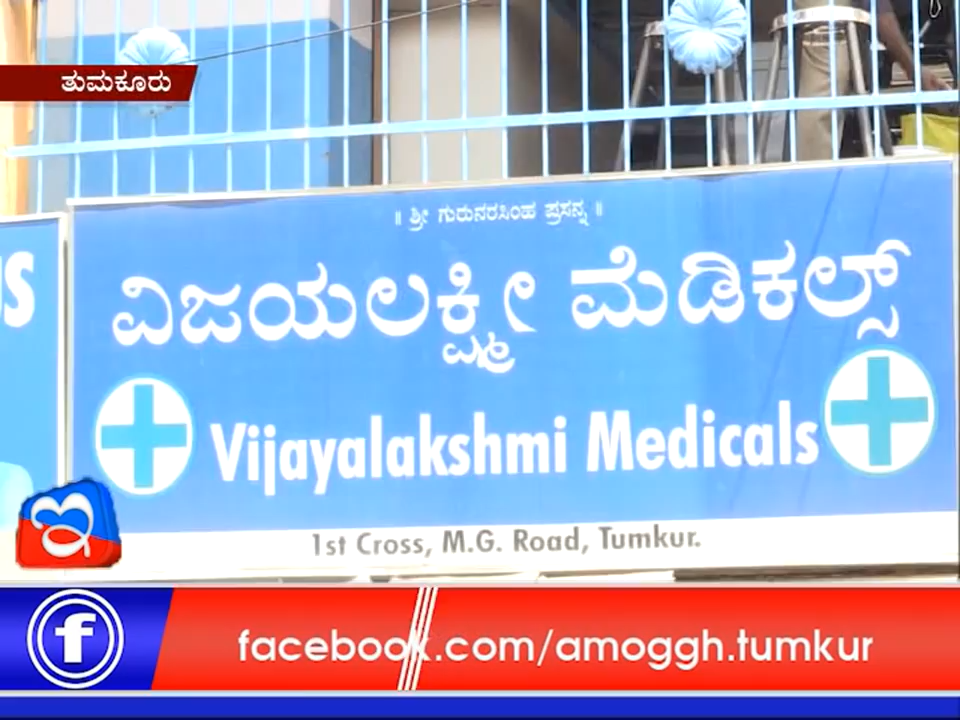 ತುಮಕೂರು
॥ ಶ್ರೀ ಗುರುನರಸಿಂಹ ಪ್ರಸನ್ನ ॥
ವಿಜಯಲಕ್ಷ್ಮೀ ಮೆಡಿಕಲ್ಸ್
Vijayalakshmi Medicals
1st Cross, M.G. Road, Tumkur.
facebook.com/amoggh.tumkur